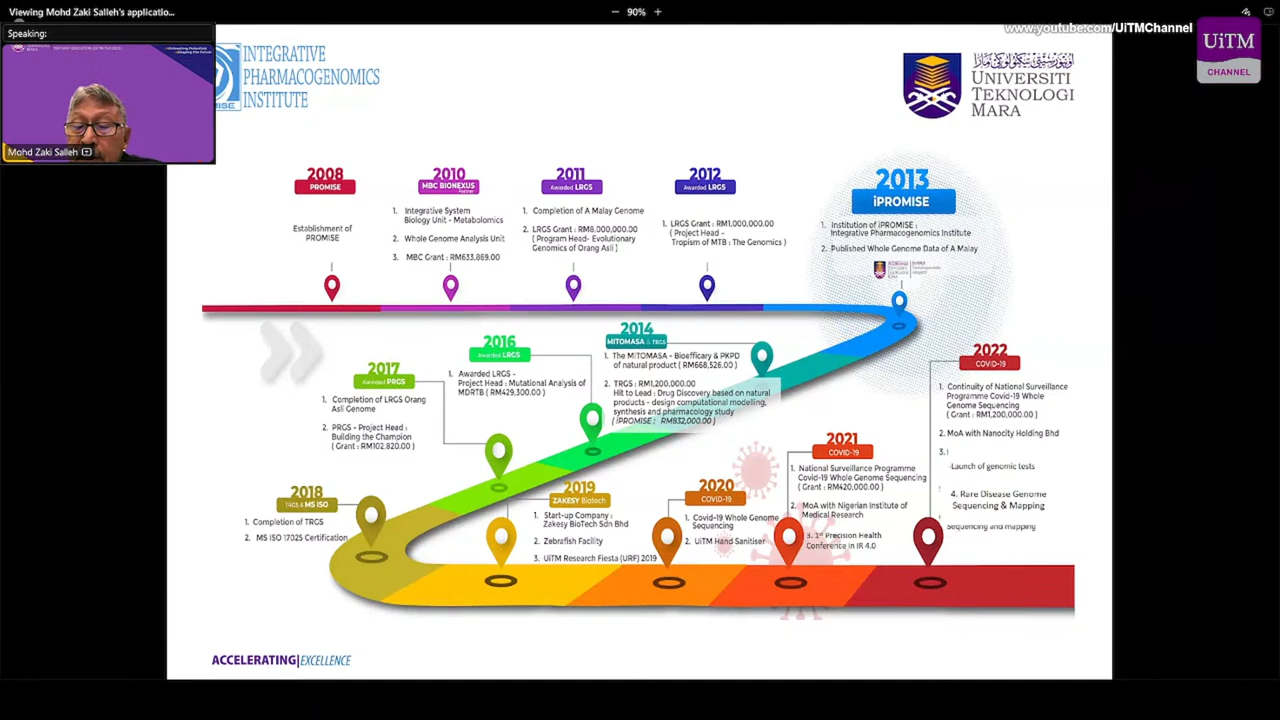 Viewing Mohd Zaki Salleh's applicatio...
90%
Speaking:
Mohd Zaki Salleh
www.youtube.com/UiTMChannel
UiTM
CHANNEL
INTEGRATIVE
PHARMACOGENOMICS
INSTITUTE
UNIVERSITI
TEKNOLOGI
MARA
2008
PROMISE
Establishment of
PROMISE
2010
MBC BIONEXUS
Partner
1. Integrative System
Biology Unit - Metabolomics
2. Whole Genome Analysis Unit
3. MBC Grant : RM633,869.00
2011
Awarded LRGS
1. Completion of A Malay Genome
2. LRGS Grant : RM8,000,000.00
( Program Head- Evolutionary
Genomics of Orang Asli )
2012
Awarded LRGS
1. LRGS Grant : RM1,000,000.00
( Project Head -
Tropism of MTB : The Genomics )
2013
iPROMISE
1. Institution of iPROMISE :
Integrative Pharmacogenomics Institute
2. Published Whole Genome Data of A Malay
2014
MITOMASA & TRGS
1. The MITOMASA - Bioefficary & PKPD
of natural product ( RM668,526.00 )
2. TRGS : RM1,200,000.00
Hit to Lead : Drug Discovery based on natural
products - design computational modelling,
synthesis and pharmacology study
( iPROMISE : RM832,000.00 )
2016
Awarded LRGS
1. Awarded LRGS -
Project Head : Mutational Analysis of
MDRTB ( RM429,300.00 )
2017
Awarded PRGS
1. Completion of LRGS Orang
Asli Genome
2. PRGS - Project Head :
Building the Champion
( Grant : RM102,820.00 )
2018
TRGS & MS ISO
1. Completion of TRGS
2. MS ISO 17025 Certification
2019
ZAKESY Biotech
1. Start-up Company :
Zakesy BioTech Sdn Bhd
2. Zebrafish Facility
3. UiTM Research Fiesta (URF) 2019
2020
COVID-19
1. Covid-19 Whole Genome
Sequencing
2. UiTM Hand Sanitiser
2021
COVID-19
1. National Surveillance Programme
Covid-19 Whole Genome Sequencing
( Grant : RM420,000.00 )
2. MoA with Nigerian Institute of
Medical Research
3. 1st Precision Health
Conference in IR 4.0
2022
COVID-19
1. Continuity of National Surveillance
Programme Covid-19 Whole
Genome Sequencing
( Grant : RM1,200,000.00 )
2. MoA with Nanocity Holding Bhd
3.
-Launch of genomic tests
4. Rare Disease Genome
Sequencing & Mapping
Sequencing and mapping
ACCELERATING|EXCELLENCE